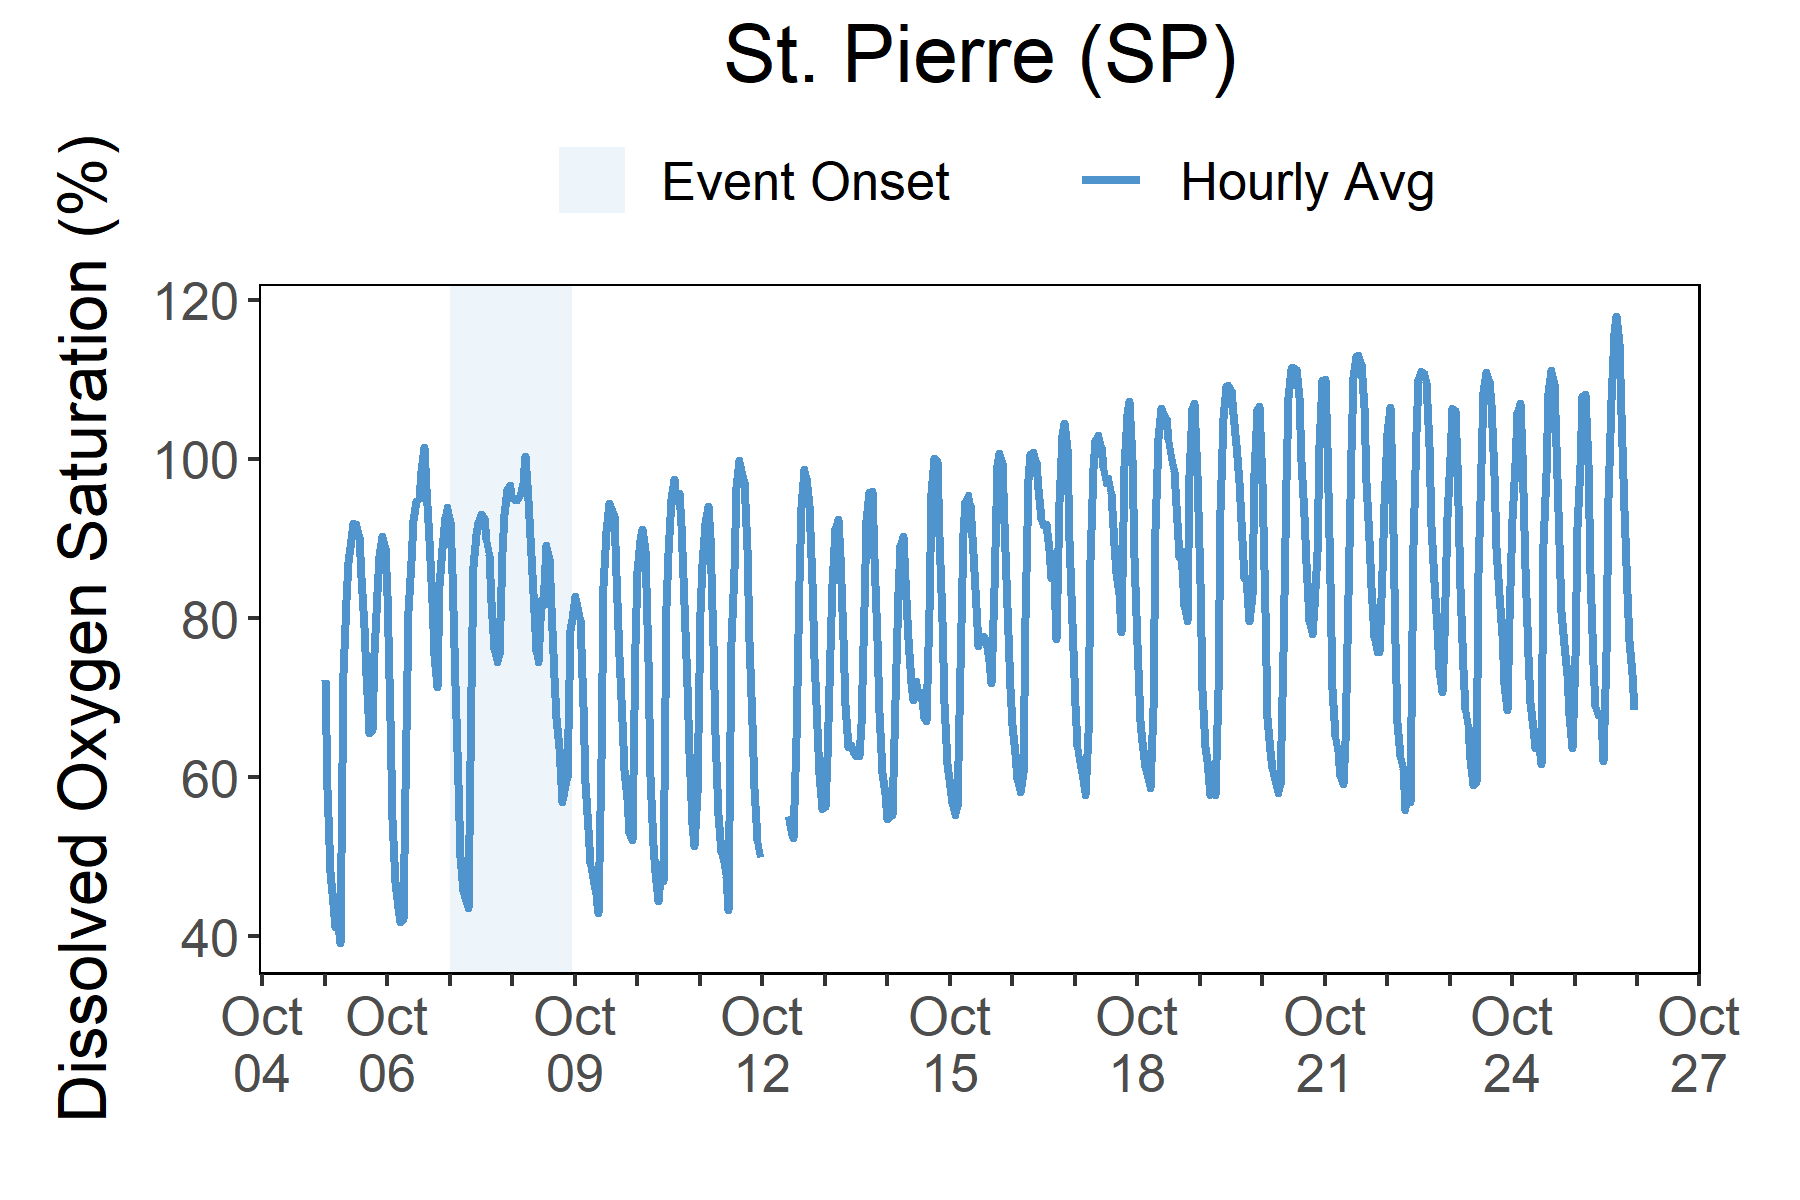 St. Pierre (SP)
Event Onset
Hourly Avg
Dissolved Oxygen Saturation (%)
120
100
80
60
40
Oct 04
Oct 06
Oct 09
Oct 12
Oct 15
Oct 18
Oct 21
Oct 24
Oct 27